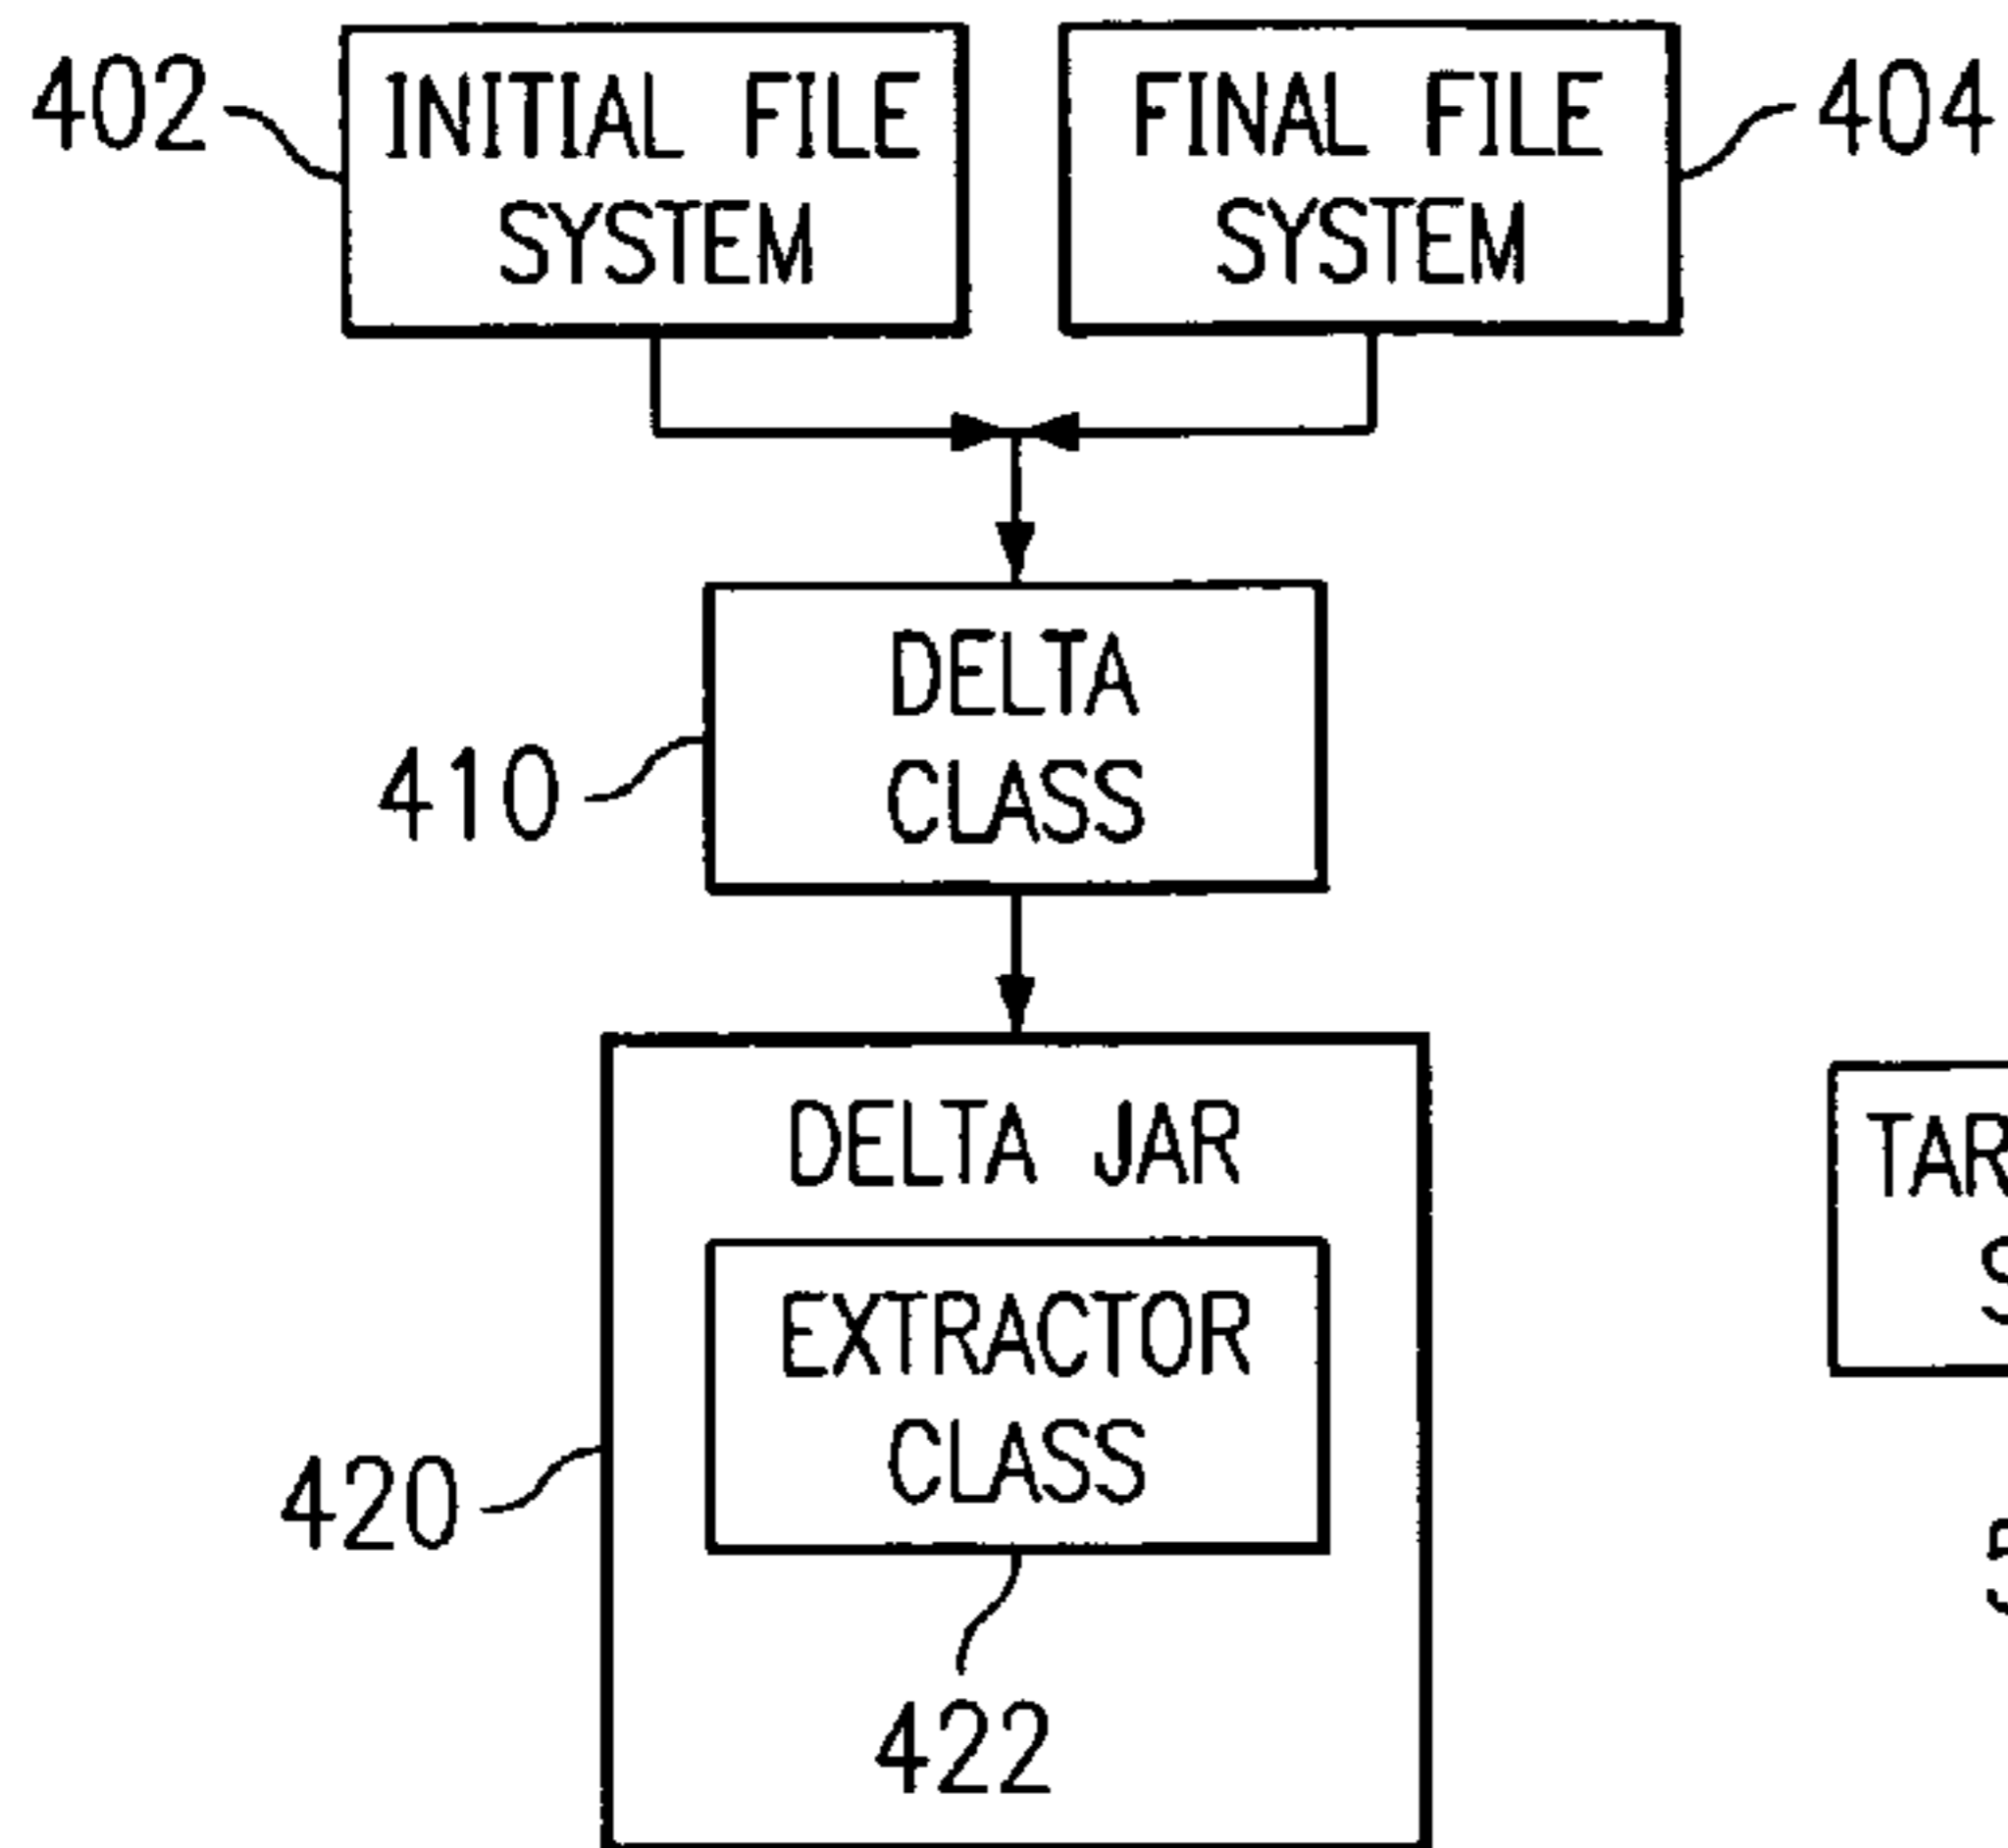 402
INITIAL FILE
SYSTEM
FINAL FILE
SYSTEM
404
DELTA
CLASS
410
DELTA JAR
EXTRACTOR
CLASS
420
422